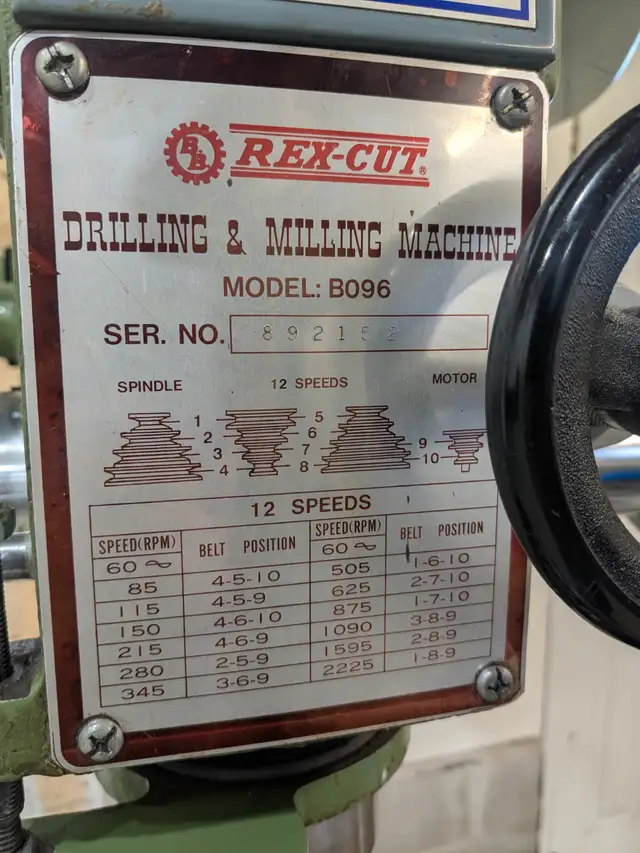 BB REX-CUT®
DRILLING & MILLING MACHINE
MODEL: B096
SER. NO. 892152
SPINDLE 12 SPEEDS MOTOR
1 5
2 6 9
3 7 10
4 8
12 SPEEDS
SPEED(RPM) BELT POSITION SPEED(RPM) BELT POSITION
60 ~ 60 ~
85 4-5-10 505 1-6-10
115 4-5-9 625 2-7-10
150 4-6-10 875 1-7-10
215 4-6-9 1090 3-8-9
280 2-5-9 1595 2-8-9
345 3-6-9 2225 1-8-9